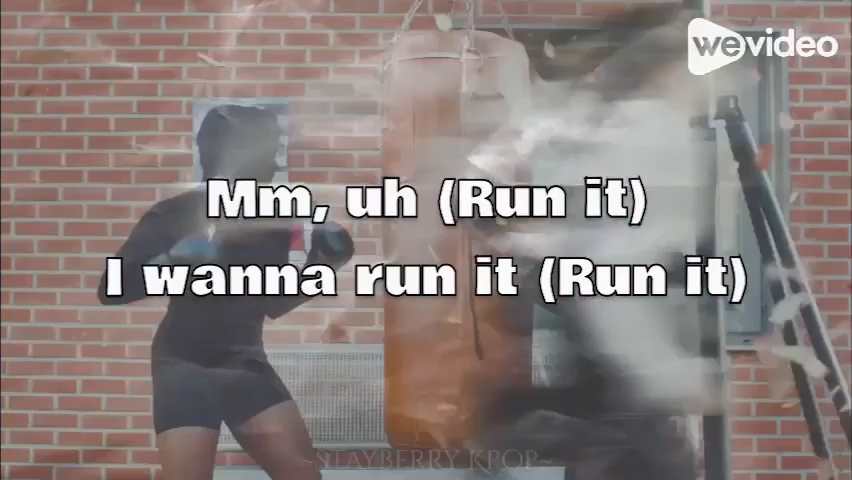 wevideo
Mm, uh (Run it)
I wanna run it (Run it)
~STAYBERRY KPOP~